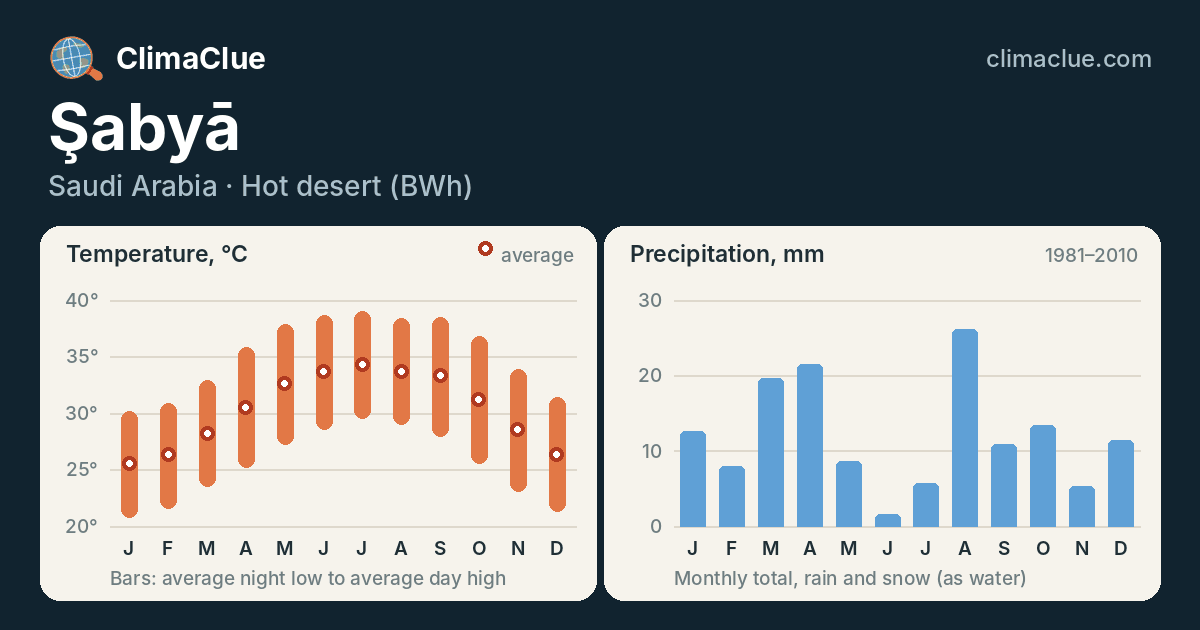 ClimaClue
climaclue.com
Şabyā
Saudi Arabia · Hot desert (BWh)
Temperature, °C
average
40°
35°
30°
25°
20°
J F M A M J J A S O N D
Bars: average night low to average day high
Precipitation, mm
1981–2010
30
20
10
0
J F M A M J J A S O N D
Monthly total, rain and snow (as water)